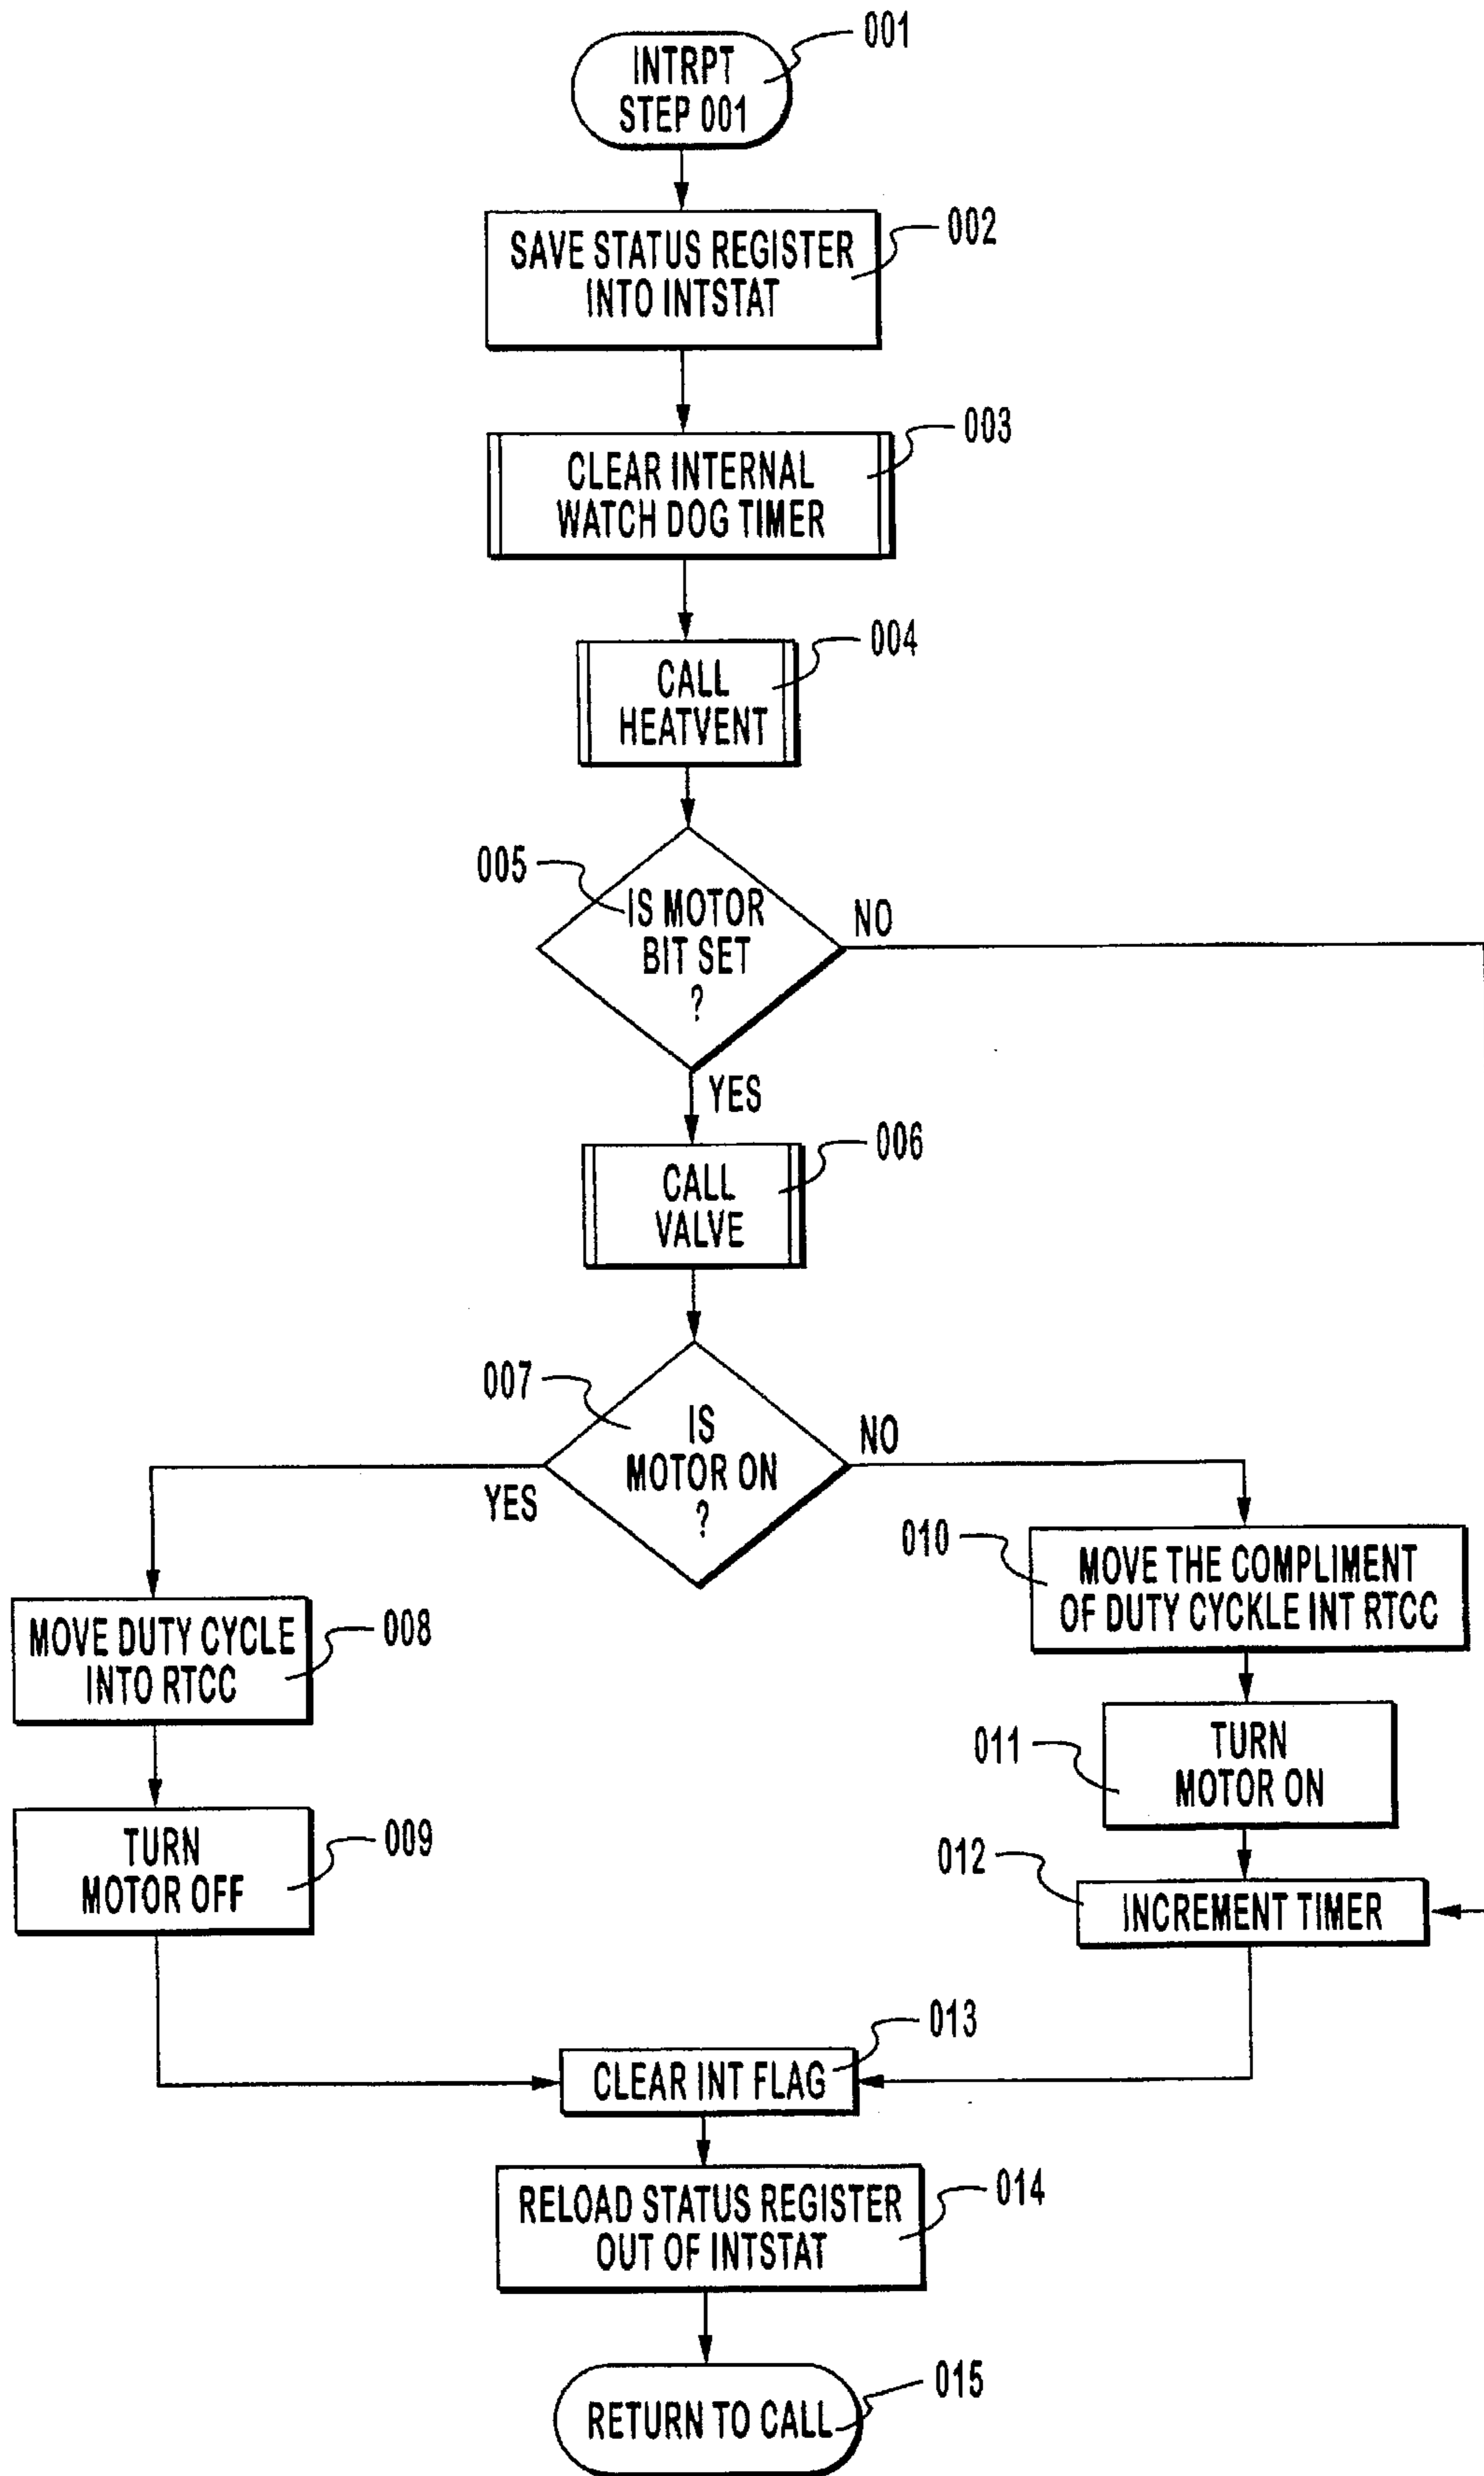 001
INTRPT
STEP 001
002
SAVE STATUS REGISTER
INTO INTSTAT
003
CLEAR INTERNAL
WATCH DOG TIMER
004
CALL
HEATVENT
005
IS MOTOR
BIT SET
?
NO
YES
006
CALL
VALVE
007
IS
MOTOR ON
?
YES
NO
008
MOVE DUTY CYCLE
INTO RTCC
009
TURN
MOTOR OFF
010
MOVE THE COMPLIMENT
OF DUTY CYCKLE INT RTCC
011
TURN
MOTOR ON
012
INCREMENT TIMER
013
CLEAR INT FLAG
014
RELOAD STATUS REGISTER
OUT OF INTSTAT
015
RETURN TO CALL